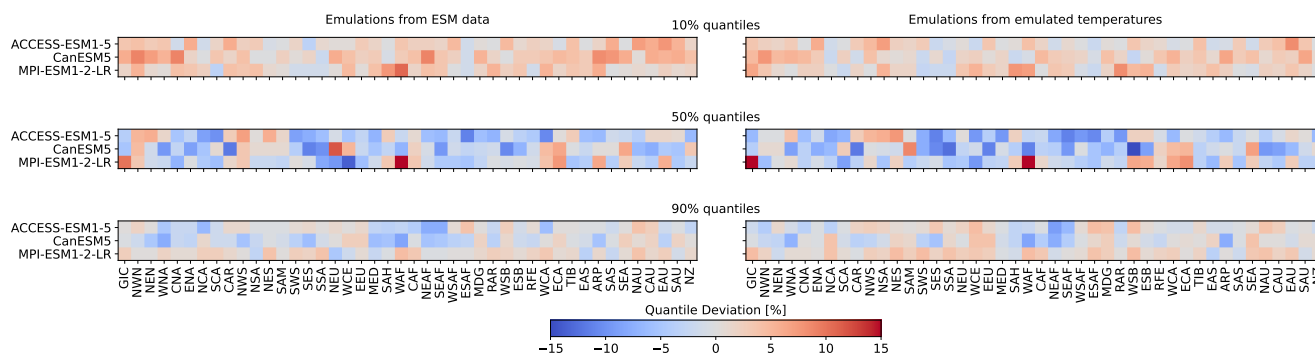 Emulations from ESM data
Emulations from emulated temperatures
10% quantiles
ACCESS-ESM1-5
CanESM5
MPI-ESM1-2-LR
50% quantiles
ACCESS-ESM1-5
CanESM5
MPI-ESM1-2-LR
90% quantiles
ACCESS-ESM1-5
CanESM5
MPI-ESM1-2-LR
GIC NWN NEN WNA CNA ENA NCA SCA CAR NWS NSA NES SAM SWS SES SSA NEU WCE EEU MED SAH WAF CAF NEAF SEAF WSAF ESAF MDG RAR WSB ESB RFE WCA ECA TIB EAS ARP SAS SEA NAU CAU EAU SAU NZ
GIC NWN NEN WNA CNA ENA NCA SCA CAR NWS NSA NES SAM SWS SES SSA NEU WCE EEU MED SAH WAF CAF NEAF SEAF WSAF ESAF MDG RAR WSB ESB RFE WCA ECA TIB EAS ARP SAS SEA NAU CAU EAU SAU
Quantile Deviation [%]
−15 −10 −5 0 5 10 15